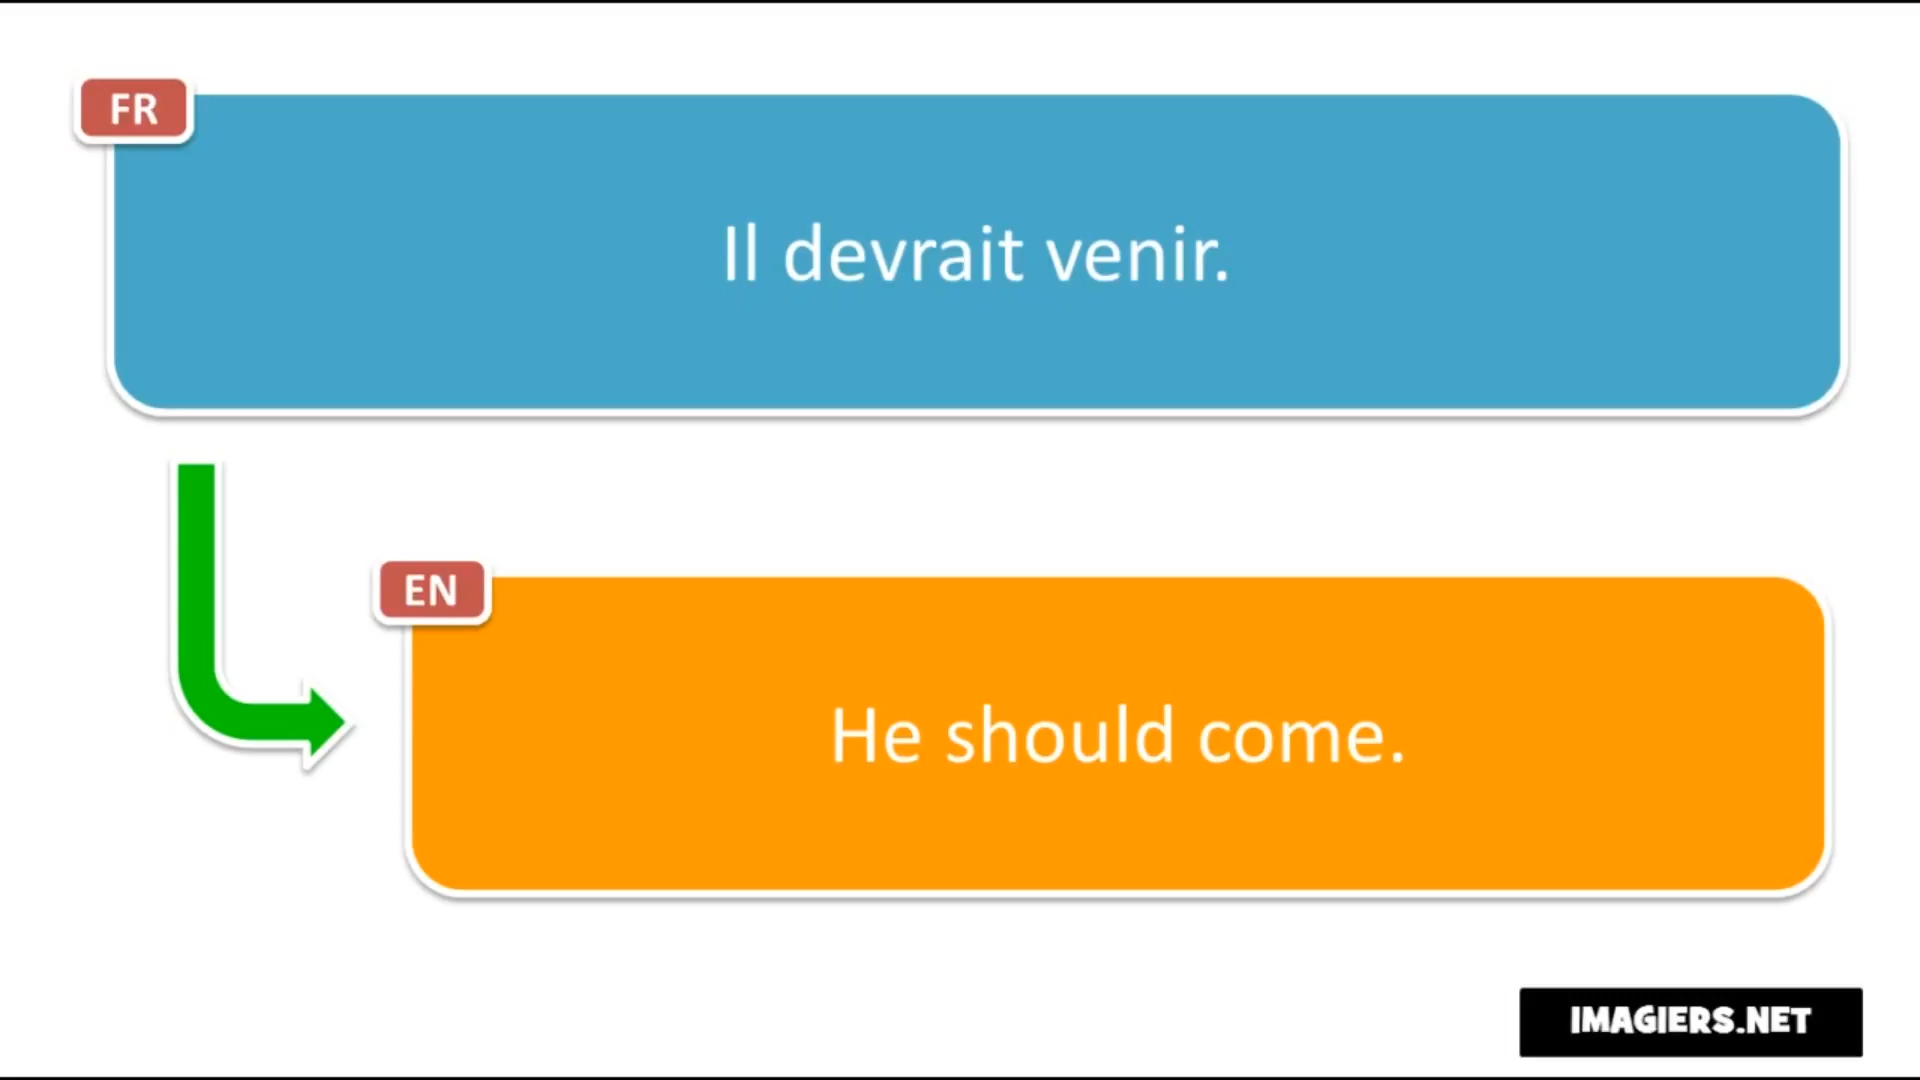 FR
Il devrait venir.
EN
He should come.
IMAGIERS.NET